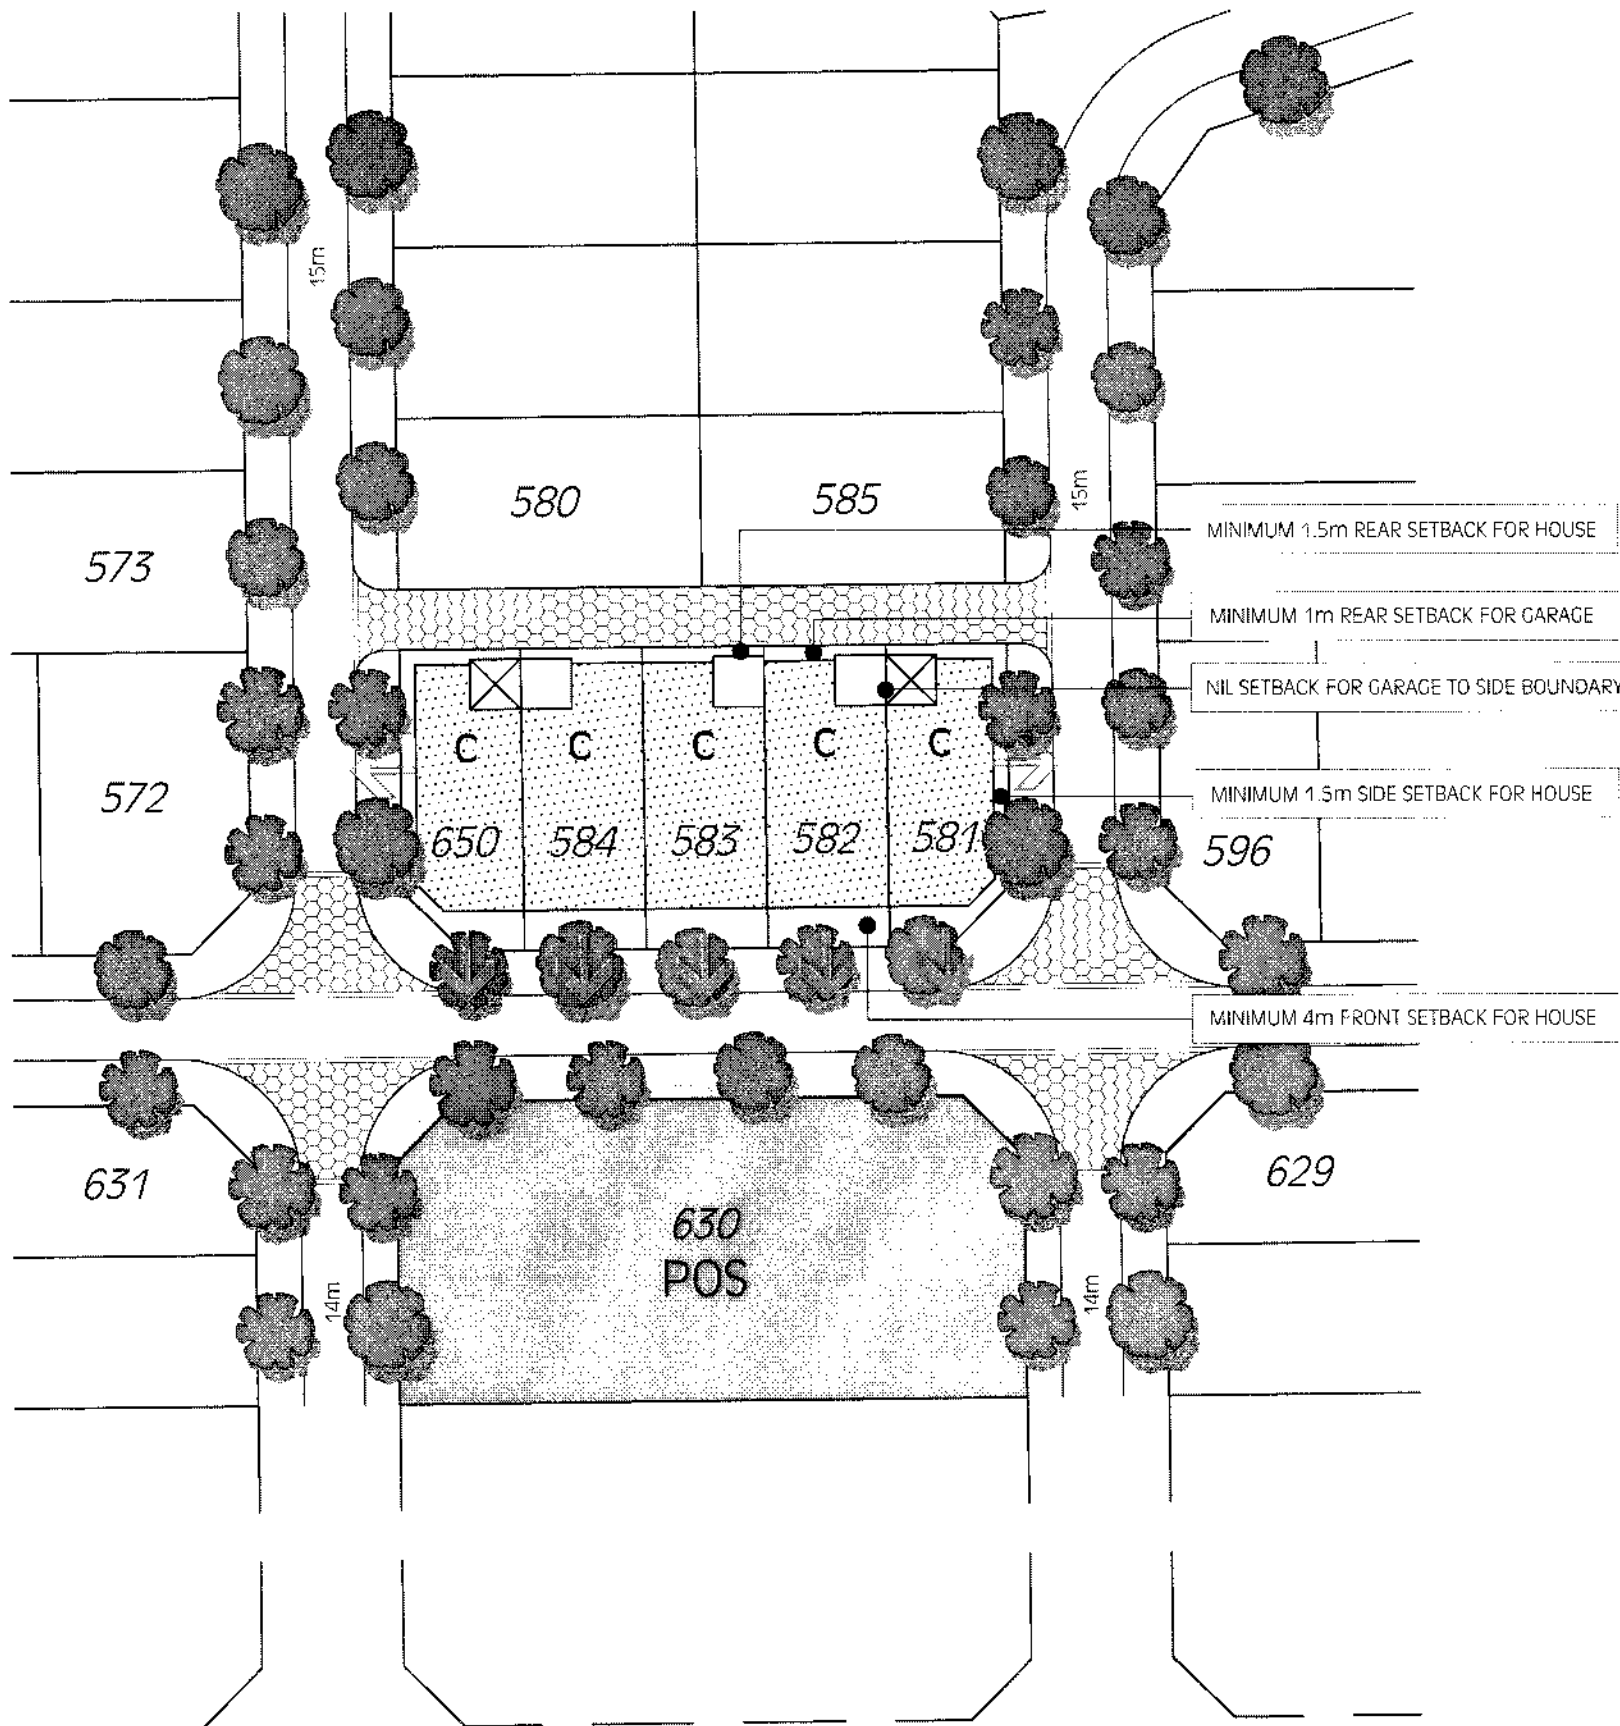 15m
580
585
15m
MINIMUM 1.5m REAR SETBACK FOR HOUSE
573
MINIMUM 1m REAR SETBACK FOR GARAGE
NIL SETBACK FOR GARAGE TO SIDE BOUNDARY
C C C C C
572
MINIMUM 1.5m SIDE SETBACK FOR HOUSE
650 584 583 582 581
596
MINIMUM 4m FRONT SETBACK FOR HOUSE
631
629
630
POS
14m
14m